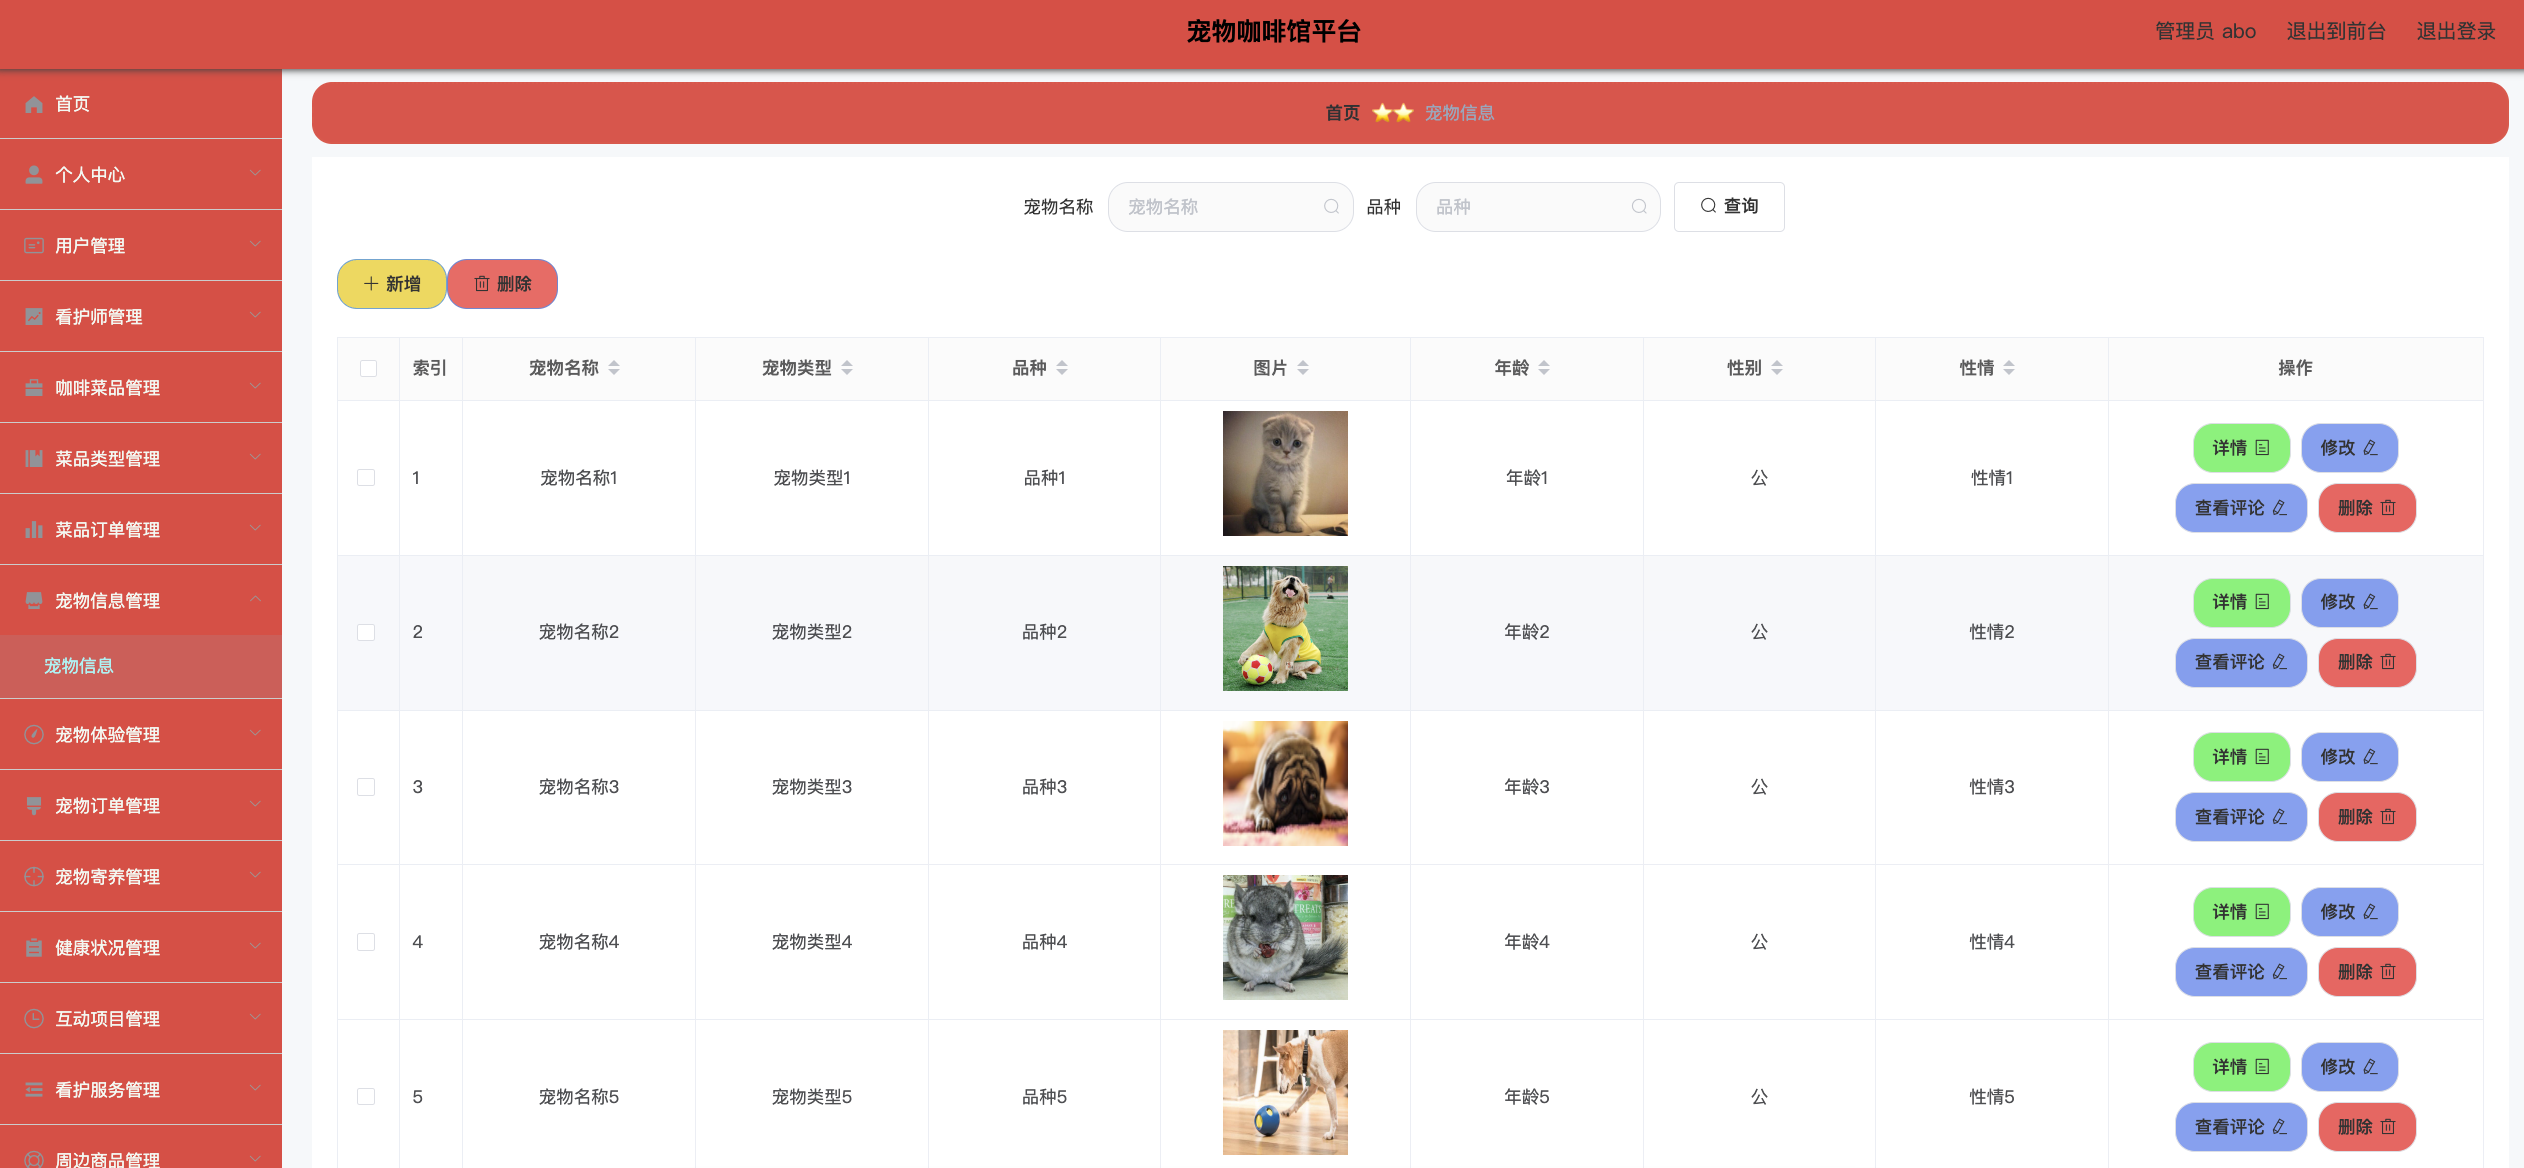 宠物咖啡馆平台
管理员 abo 退出到前台 退出登录
首页
个人中心
用户管理
看护师管理
咖啡菜品管理
菜品类型管理
菜品订单管理
宠物信息管理
宠物信息
宠物体验管理
宠物订单管理
宠物寄养管理
健康状况管理
互动项目管理
看护服务管理
周边商品管理
首页 ⭐⭐ 宠物信息
宠物名称 宠物名称 品种 品种 查询
新增 删除
索引 宠物名称 宠物类型 品种 图片 年龄 性别 性情 操作
1 宠物名称1 宠物类型1 品种1 年龄1 公 性情1 详情 修改
查看评论 删除
2 宠物名称2 宠物类型2 品种2 年龄2 公 性情2 详情 修改
查看评论 删除
3 宠物名称3 宠物类型3 品种3 年龄3 公 性情3 详情 修改
查看评论 删除
4 宠物名称4 宠物类型4 品种4 年龄4 公 性情4 详情 修改
查看评论 删除
5 宠物名称5 宠物类型5 品种5 年龄5 公 性情5 详情 修改
查看评论 删除